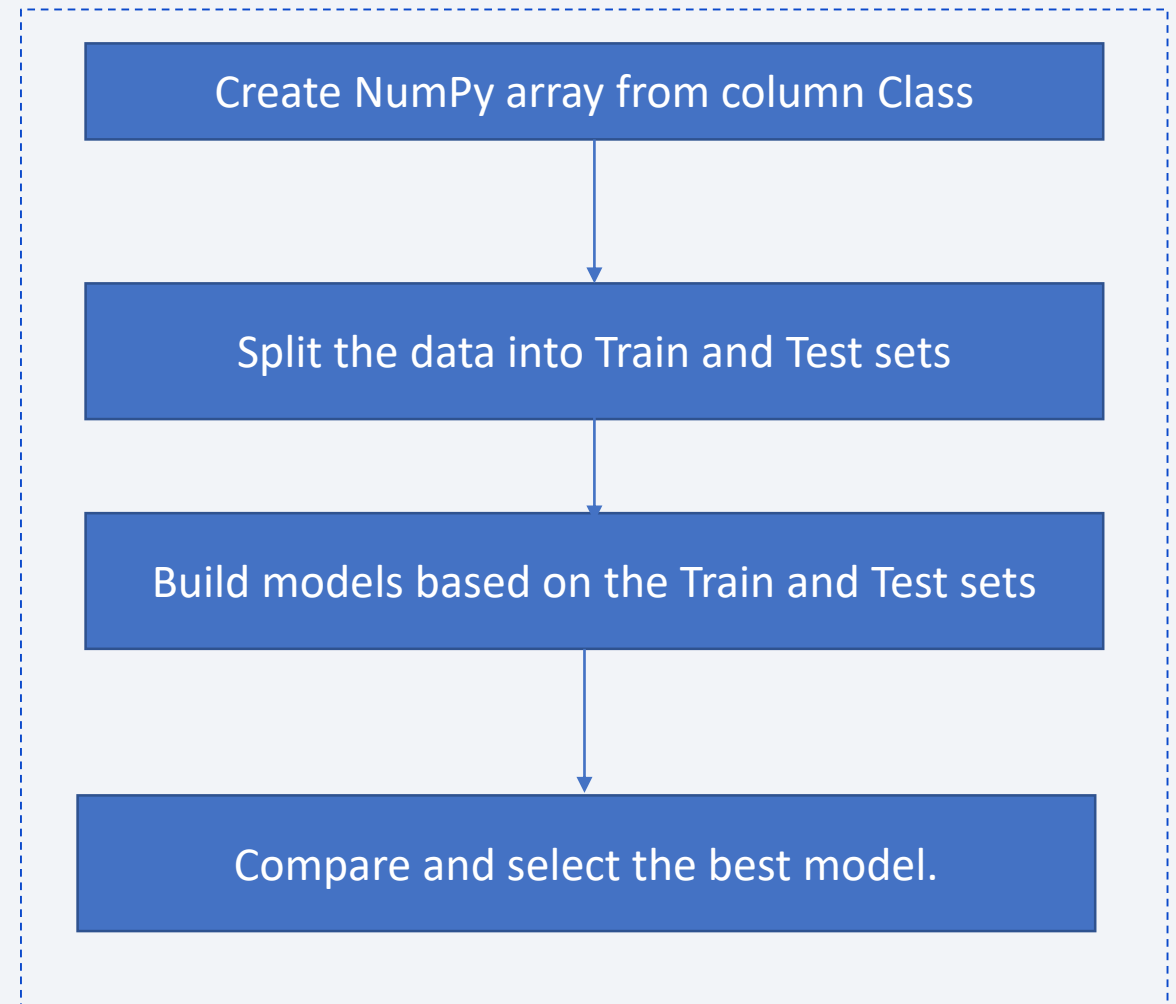 Create NumPy array from column Class
Split the data into Train and Test sets
Build models based on the Train and Test sets
Compare and select the best model.